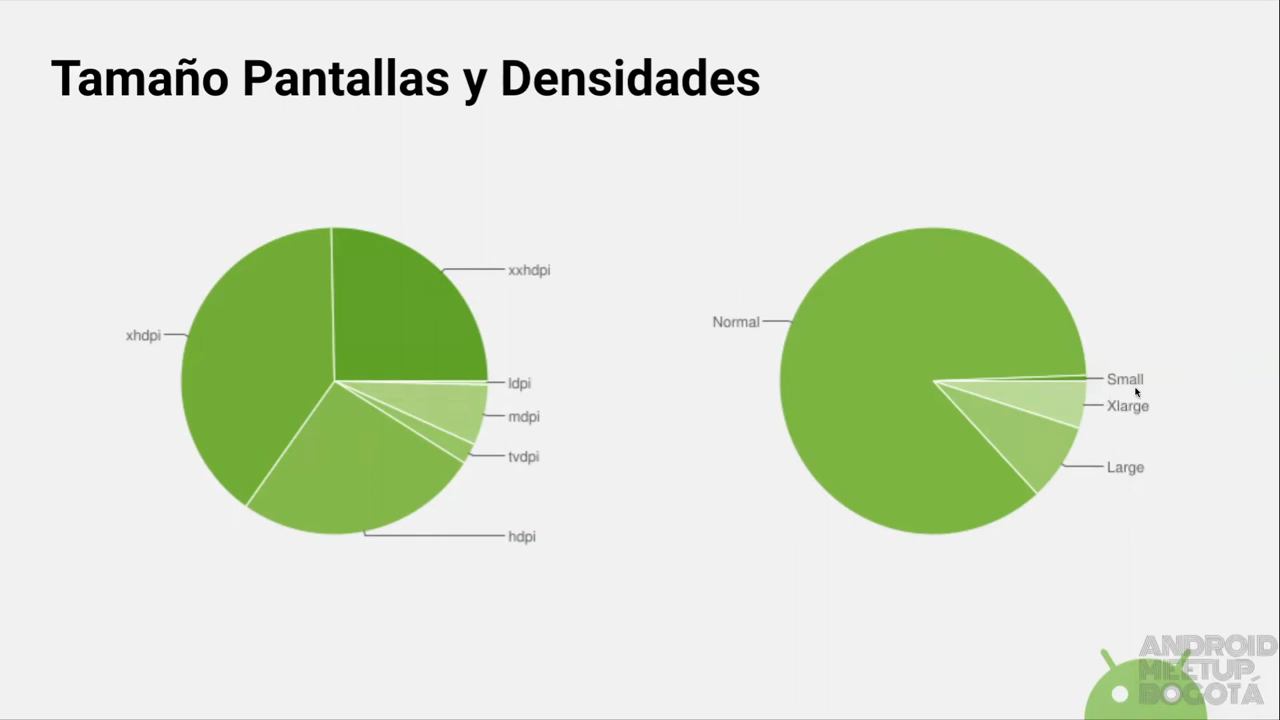 Tamaño Pantallas y Densidades
xxhdpi
xhdpi
ldpi
mdpi
tvdpi
hdpi
Normal
Small
Xlarge
Large
ANDROID
MEETUP
BOGOTÁ